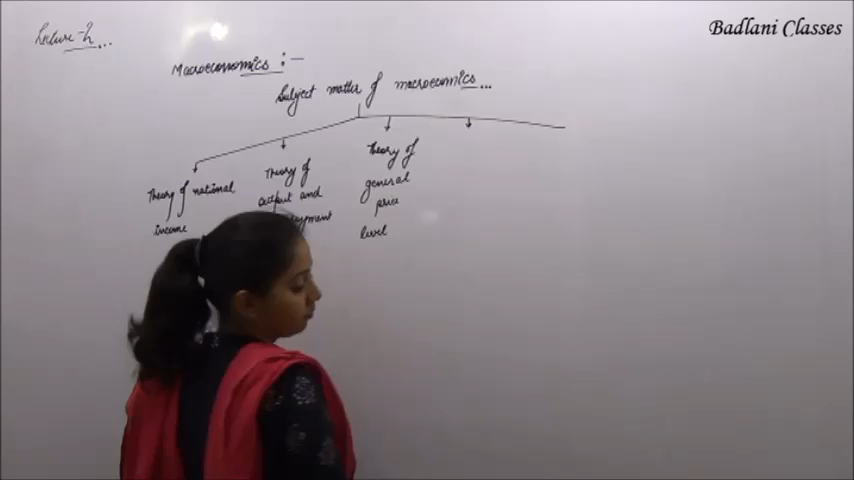 Badlani Classes
Lecture-2...
Macroeconomics :-
Subject matter of macroecomics...
Theory of national
income
Theory of
output and
Theory of
general
price
level